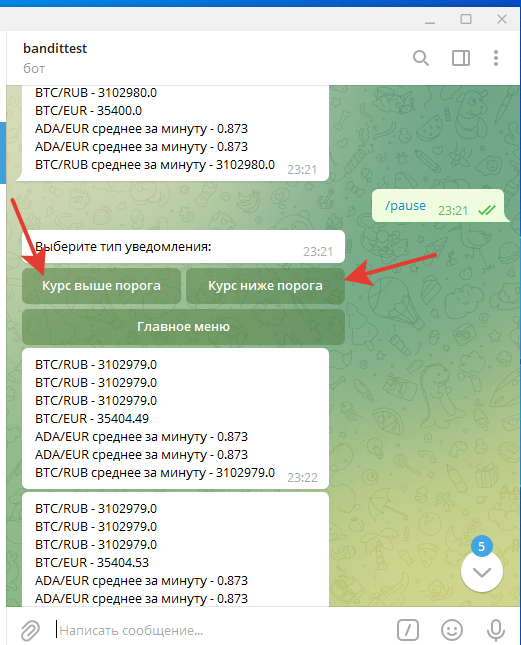 bandittest
бот
BTC/RUB - 3102980.0
BTC/EUR - 35400.0
ADA/EUR среднее за минуту - 0.873
ADA/EUR среднее за минуту - 0.873
BTC/RUB среднее за минуту - 3102980.0 23:21
/pause 23:21
Выберите тип уведомления: 23:21
Курс выше порога Курс ниже порога
Главное меню
BTC/RUB - 3102979.0
BTC/RUB - 3102979.0
BTC/RUB - 3102979.0
BTC/EUR - 35404.49
ADA/EUR среднее за минуту - 0.873
ADA/EUR среднее за минуту - 0.873
BTC/RUB среднее за минуту - 3102979.0 23:22
BTC/RUB - 3102979.0
BTC/RUB - 3102979.0
BTC/RUB - 3102979.0
BTC/EUR - 35404.53
ADA/EUR среднее за минуту - 0.873
ADA/EUR среднее за минуту - 0.873
5
Написать сообщение...